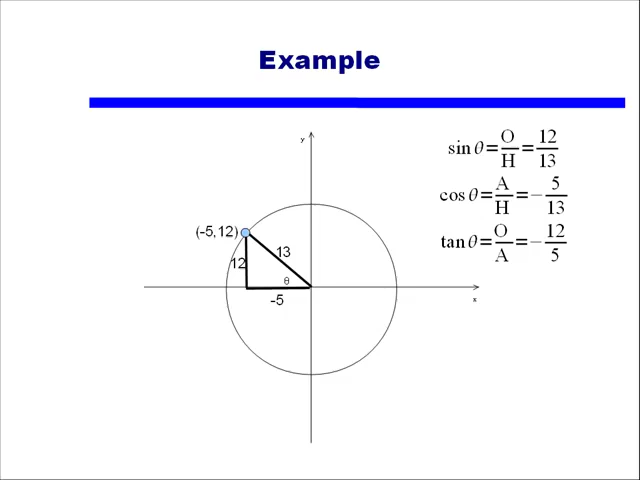 Example
y
sin θ = O/H = 12/13
cos θ = A/H = − 5/13
tan θ = O/A = − 12/5
(-5,12)
13
12
θ
-5
x